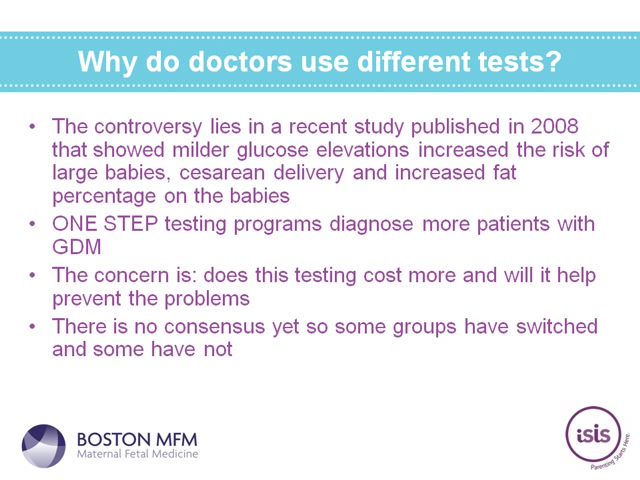 Why do doctors use different tests?
• The controversy lies in a recent study published in 2008
that showed milder glucose elevations increased the risk of
large babies, cesarean delivery and increased fat
percentage on the babies
• ONE STEP testing programs diagnose more patients with
GDM
• The concern is: does this testing cost more and will it help
prevent the problems
• There is no consensus yet so some groups have switched
and some have not
BOSTON MFM
Maternal Fetal Medicine
isis
Parenting Starts Here.